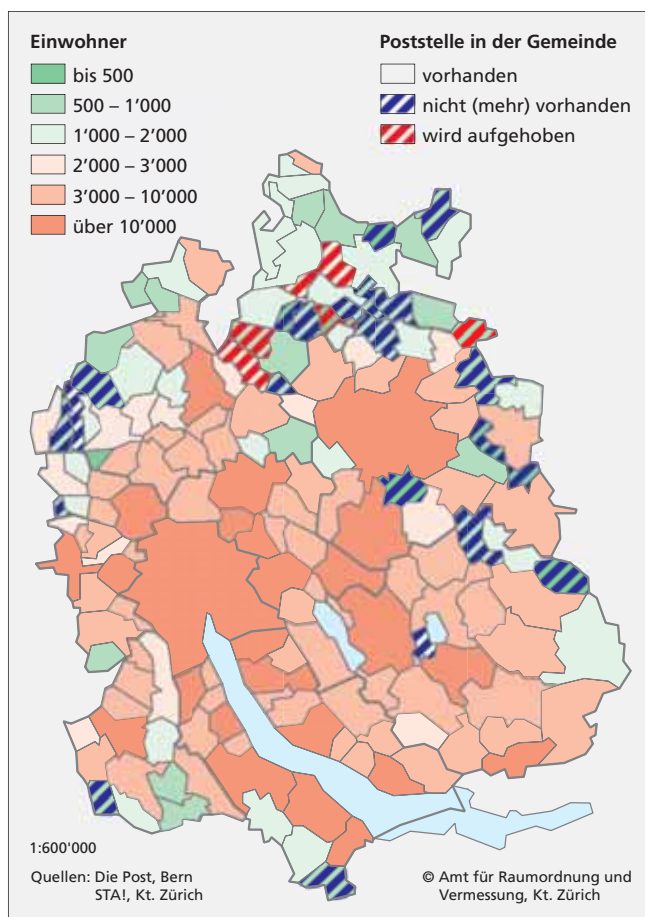 Einwohner
bis 500
500 – 1'000
1'000 – 2'000
2'000 – 3'000
3'000 – 10'000
über 10'000
Poststelle in der Gemeinde
vorhanden
nicht (mehr) vorhanden
wird aufgehoben
1:600'000
Quellen: Die Post, Bern
STA!, Kt. Zürich
© Amt für Raumordnung und
Vermessung, Kt. Zürich